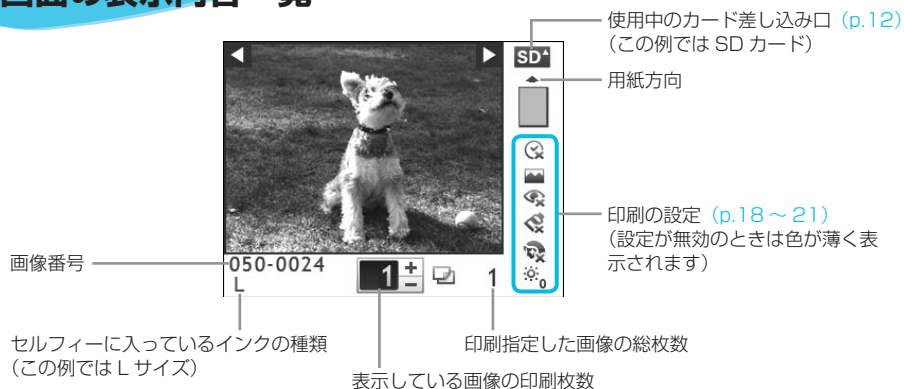 画面の表示内容一覧
使用中のカード差し込み口（p.12）
（この例では SD カード）
SD
用紙方向
印刷の設定（p.18～21）
（設定が無効のときは色が薄く表
示されます）
0
画像番号
050-0024
1
+
−
1
L
セルフィーに入っているインクの種類
（この例では L サイズ）
印刷指定した画像の総枚数
表示している画像の印刷枚数